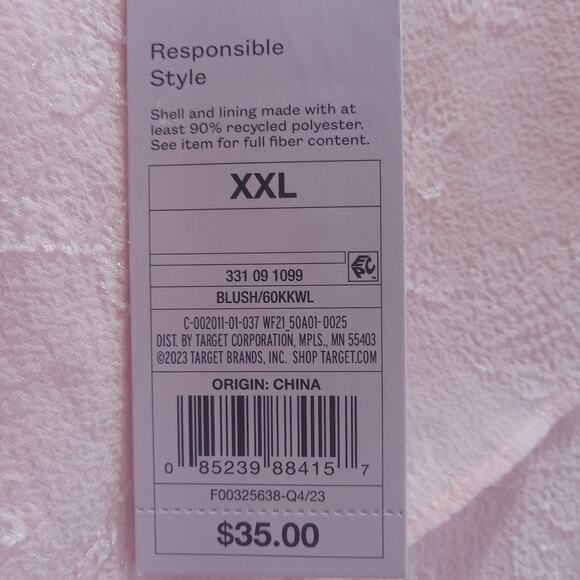 Responsible
Style
Shell and lining made with at
least 90% recycled polyester.
See item for full fiber content.
XXL
EPC
331 09 1099
BLUSH/60KKWL
C-002011-01-037 WF21_50A01-0025
DIST. BY TARGET CORPORATION, MPLS., MN 55403
©2023 TARGET BRANDS, INC. SHOP TARGET.COM
ORIGIN: CHINA
0 85239 88415 7
F00325638-Q4/23
$35.00